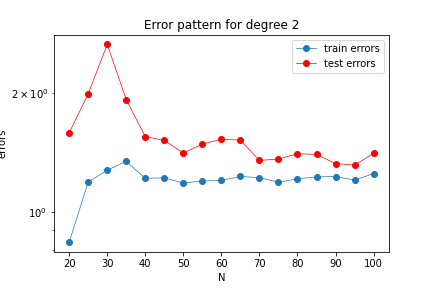 Error pattern for degree 2
train errors
test errors
2 × 10⁰
10⁰
errors
20 30 40 50 60 70 80 90 100
N